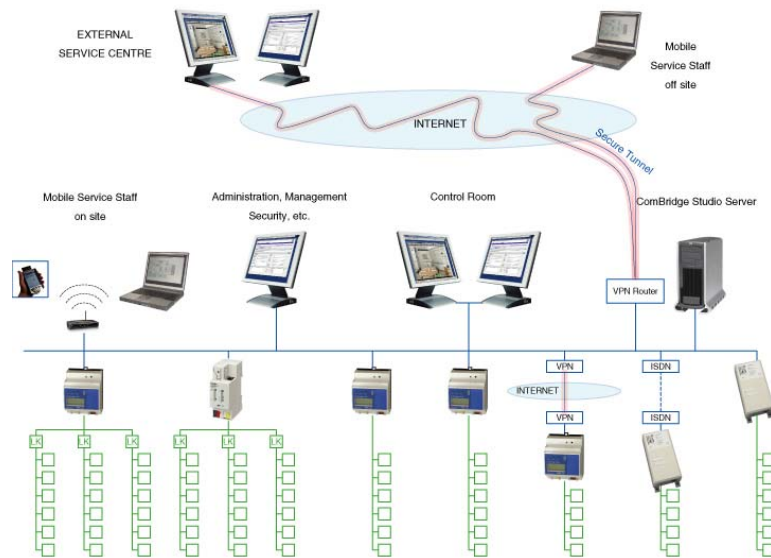 EXTERNAL
SERVICE CENTRE
Mobile
Service Staff
off site
INTERNET
Secure Tunnel
Mobile Service Staff
on site
Administration, Management
Security, etc.
Control Room
ComBridge Studio Server
VPN Router
VPN
ISDN
INTERNET
VPN
ISDN
LK
LK
LK
LK
LK
LK